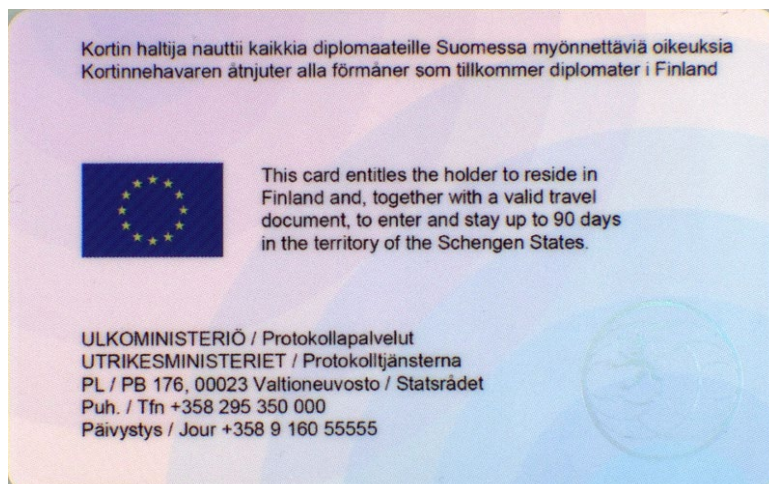 Kortin haltija nauttii kaikkia diplomaateille Suomessa myönnettäviä oikeuksia
Kortinnehavaren åtnjuter alla förmåner som tillkommer diplomater i Finland
This card entitles the holder to reside in
Finland and, together with a valid travel
document, to enter and stay up to 90 days
in the territory of the Schengen States.
ULKOMINISTERIÖ / Protokollapalvelut
UTRIKESMINISTERIET / Protokolltjänsterna
PL / PB 176, 00023 Valtioneuvosto / Statsrådet
Puh. / Tfn +358 295 350 000
Päivystys / Jour +358 9 160 55555